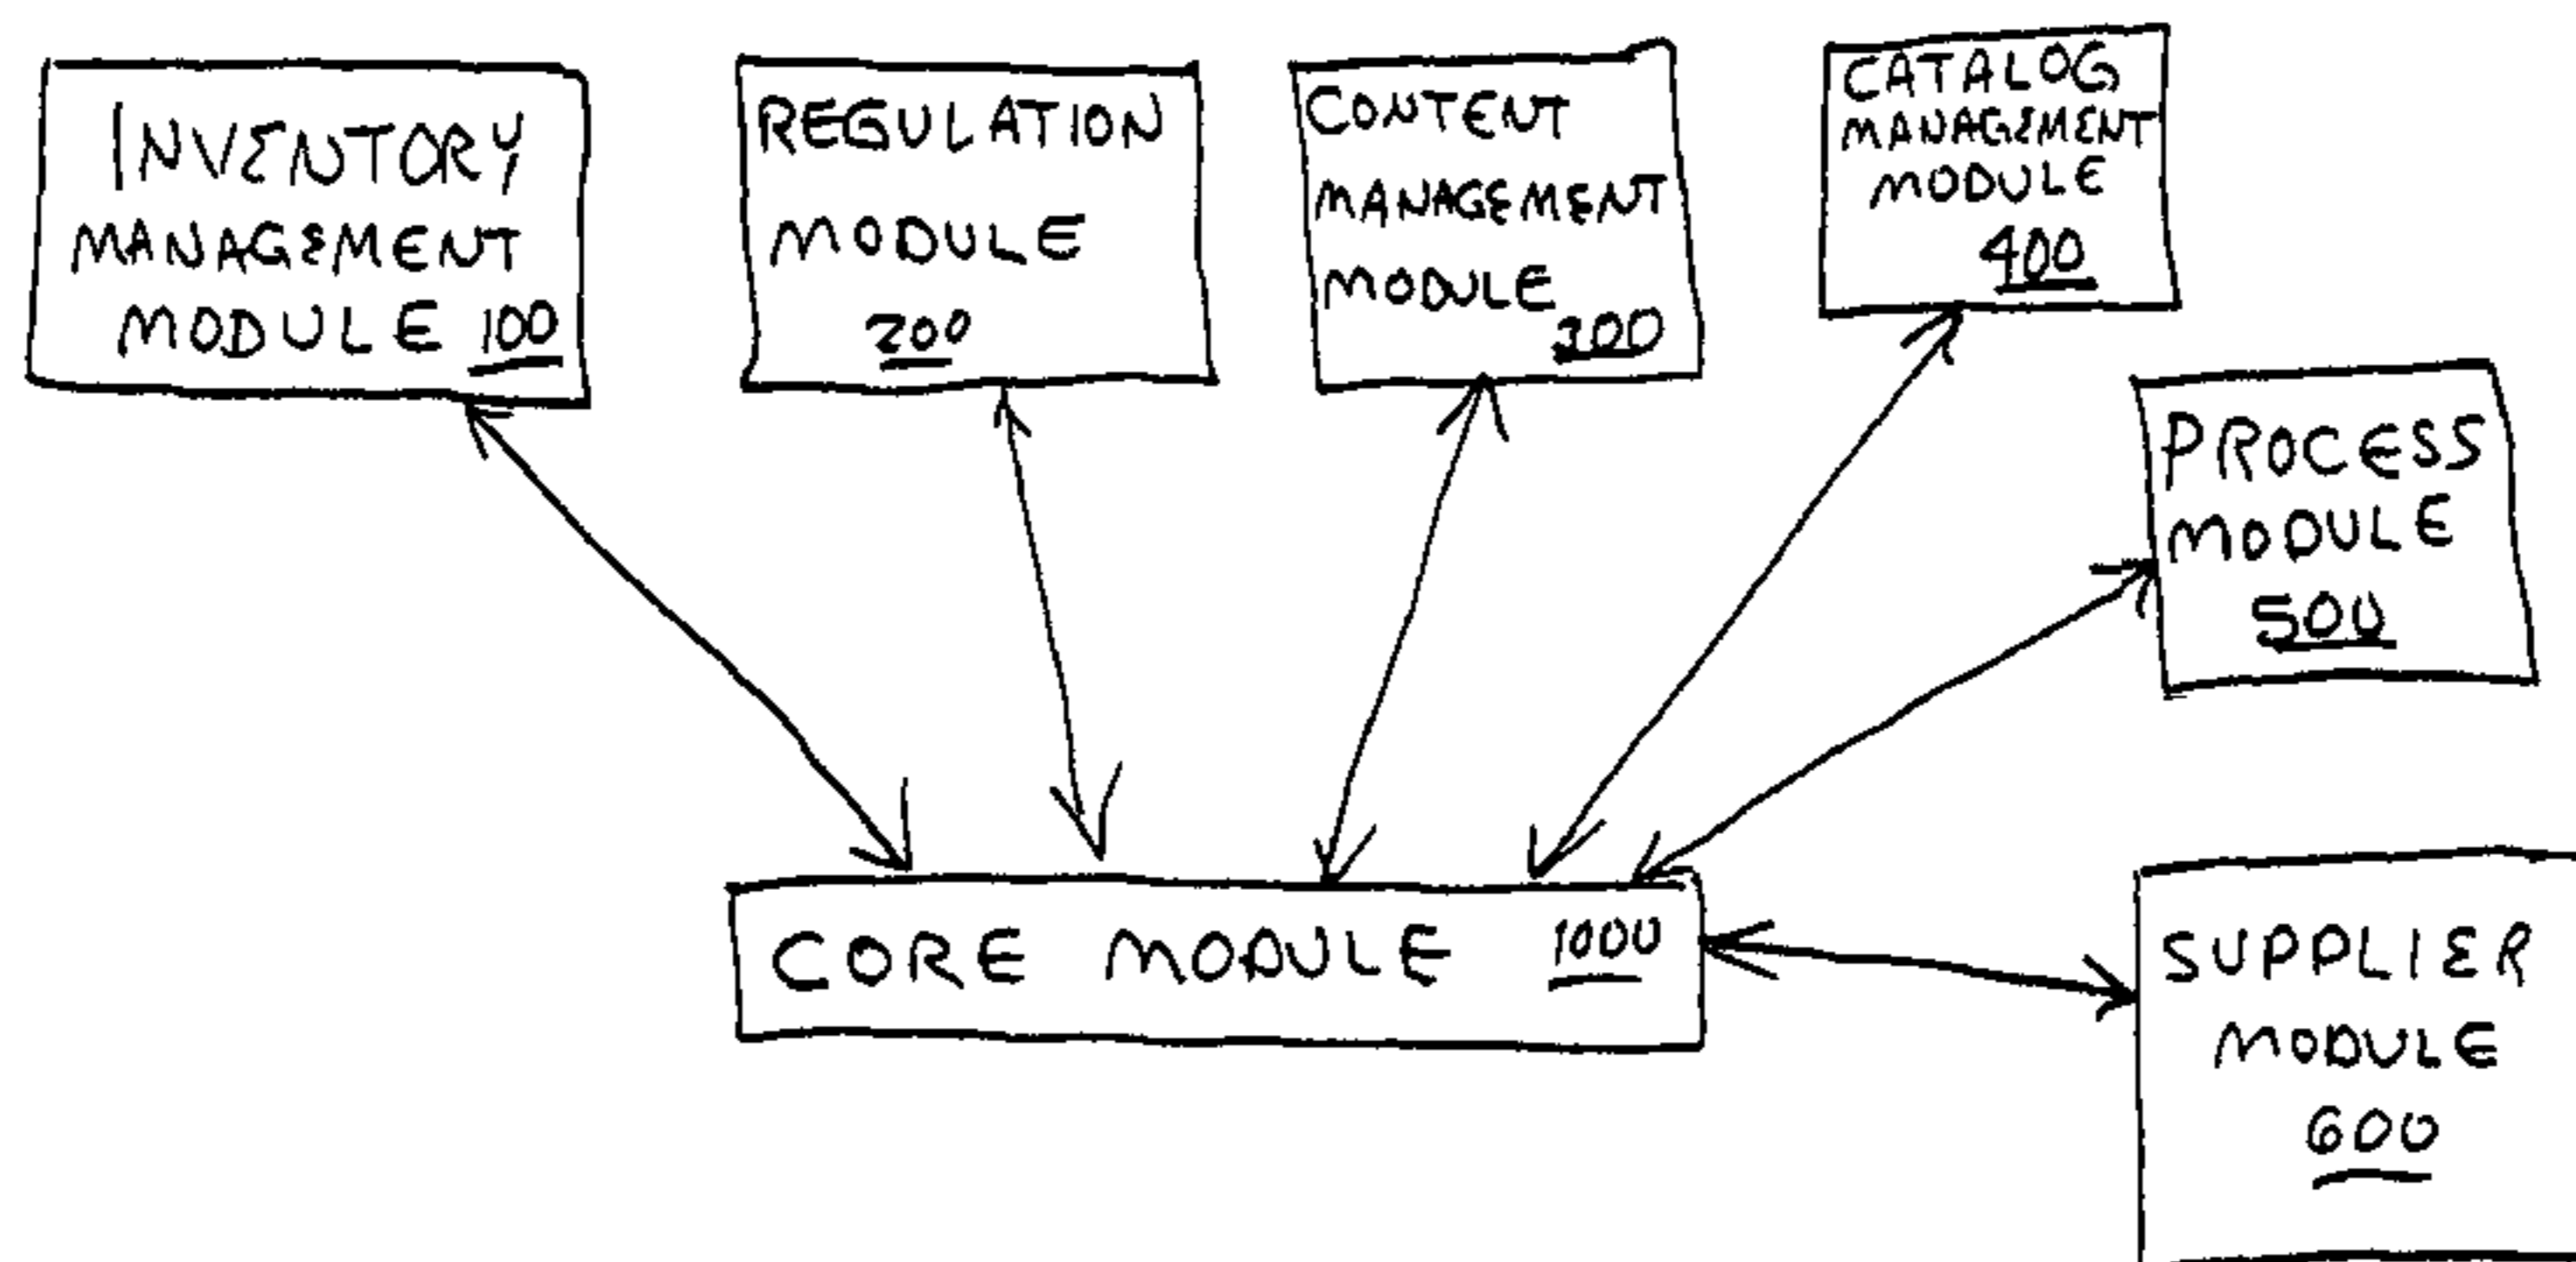 INVENTORY
MANAGEMENT
MODULE 100
REGULATION
MODULE
200
CONTENT
MANAGEMENT
MODULE
300
CATALOG
MANAGEMENT
MODULE
400
PROCESS
MODULE
500
CORE MODULE 1000
SUPPLIER
MODULE
600